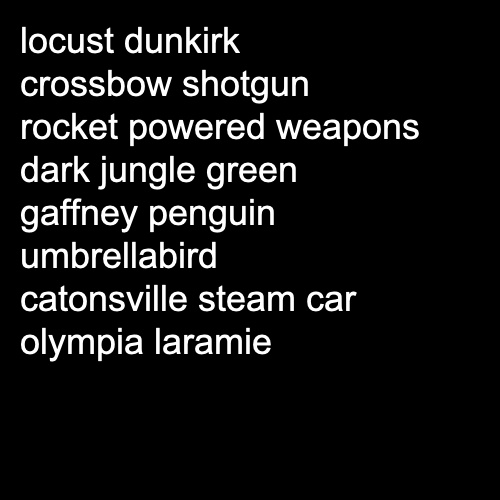 locust dunkirk
crossbow shotgun
rocket powered weapons
dark jungle green
gaffney penguin
umbrellabird
catonsville steam car
olympia laramie